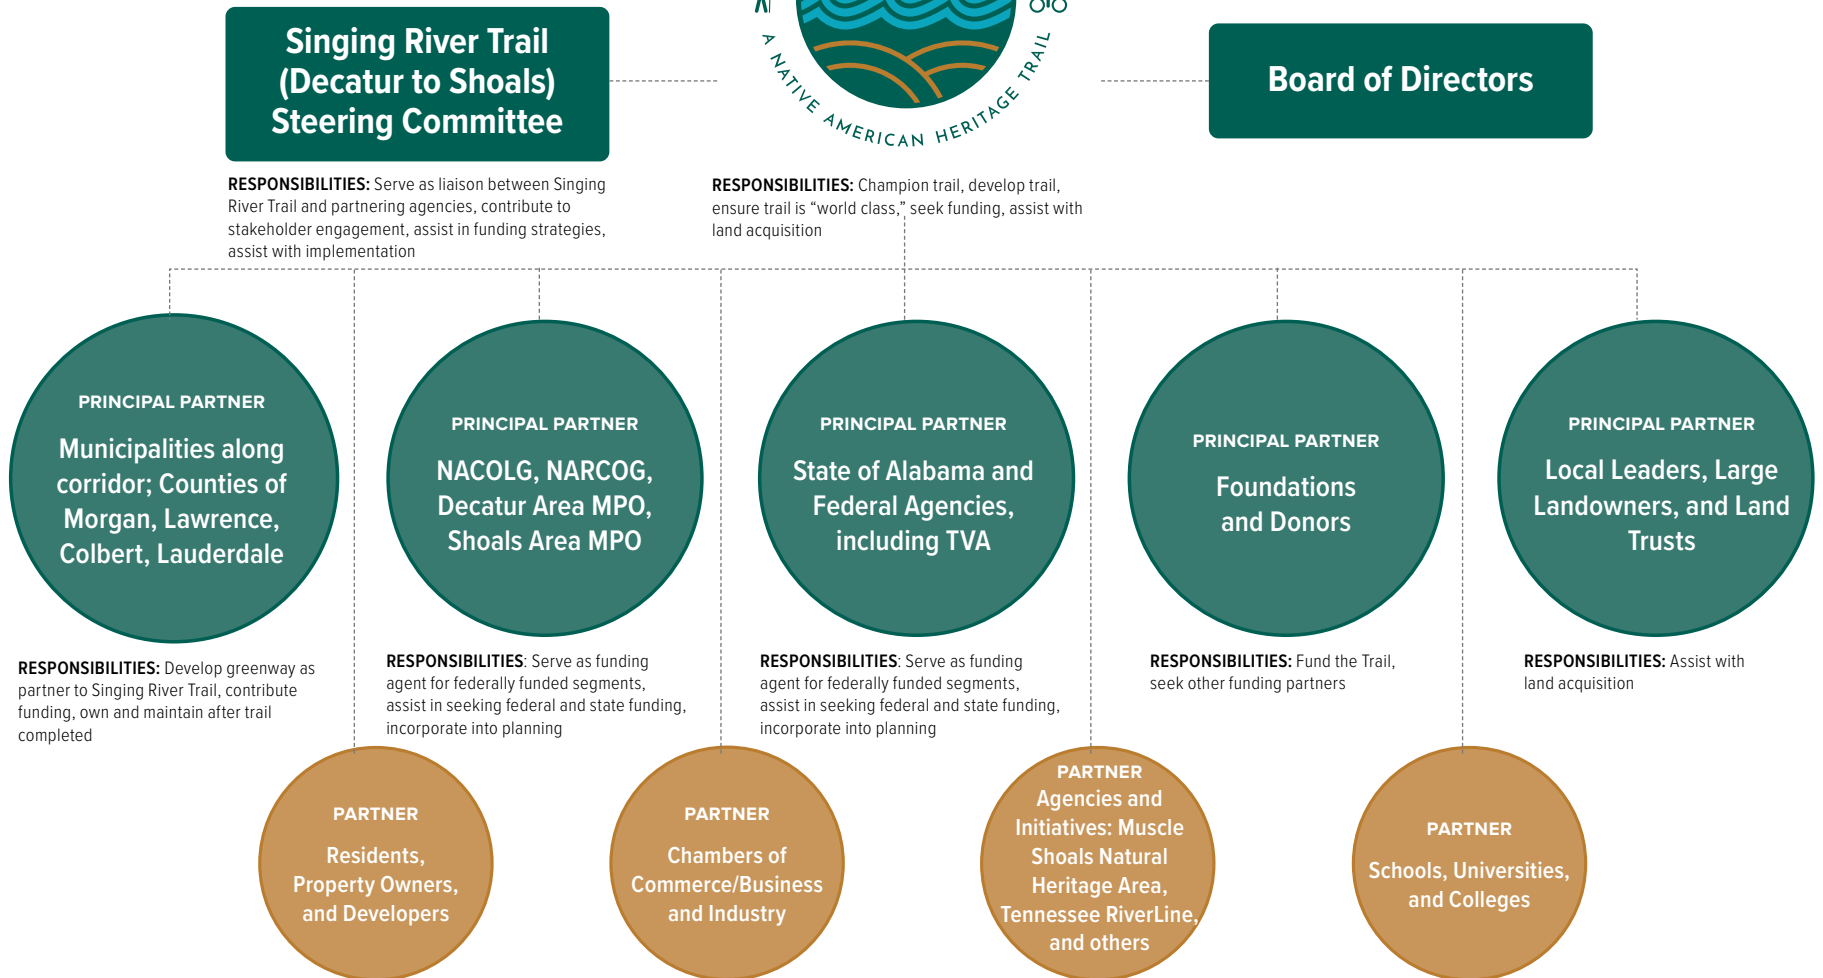 Singing River Trail
(Decatur to Shoals)
Steering Committee
A NATIVE AMERICAN HERITAGE TRAIL
Board of Directors
RESPONSIBILITIES: Serve as liaison between Singing
River Trail and partnering agencies, contribute to
stakeholder engagement, assist in funding strategies,
assist with implementation
RESPONSIBILITIES: Champion trail, develop trail,
ensure trail is “world class,” seek funding, assist with
land acquisition
PRINCIPAL PARTNER
Municipalities along
corridor; Counties of
Morgan, Lawrence,
Colbert, Lauderdale
PRINCIPAL PARTNER
NACOLG, NARCOG,
Decatur Area MPO,
Shoals Area MPO
PRINCIPAL PARTNER
State of Alabama and
Federal Agencies,
including TVA
PRINCIPAL PARTNER
Foundations
and Donors
PRINCIPAL PARTNER
Local Leaders, Large
Landowners, and Land
Trusts
RESPONSIBILITIES: Develop greenway as
partner to Singing River Trail, contribute
funding, own and maintain after trail
completed
RESPONSIBILITIES: Serve as funding
agent for federally funded segments,
assist in seeking federal and state funding,
incorporate into planning
RESPONSIBILITIES: Serve as funding
agent for federally funded segments,
assist in seeking federal and state funding,
incorporate into planning
RESPONSIBILITIES: Fund the Trail,
seek other funding partners
RESPONSIBILITIES: Assist with
land acquisition
PARTNER
Residents,
Property Owners,
and Developers
PARTNER
Chambers of
Commerce/Business
and Industry
PARTNER
Agencies and
Initiatives: Muscle
Shoals Natural
Heritage Area,
Tennessee RiverLine,
and others
PARTNER
Schools, Universities,
and Colleges